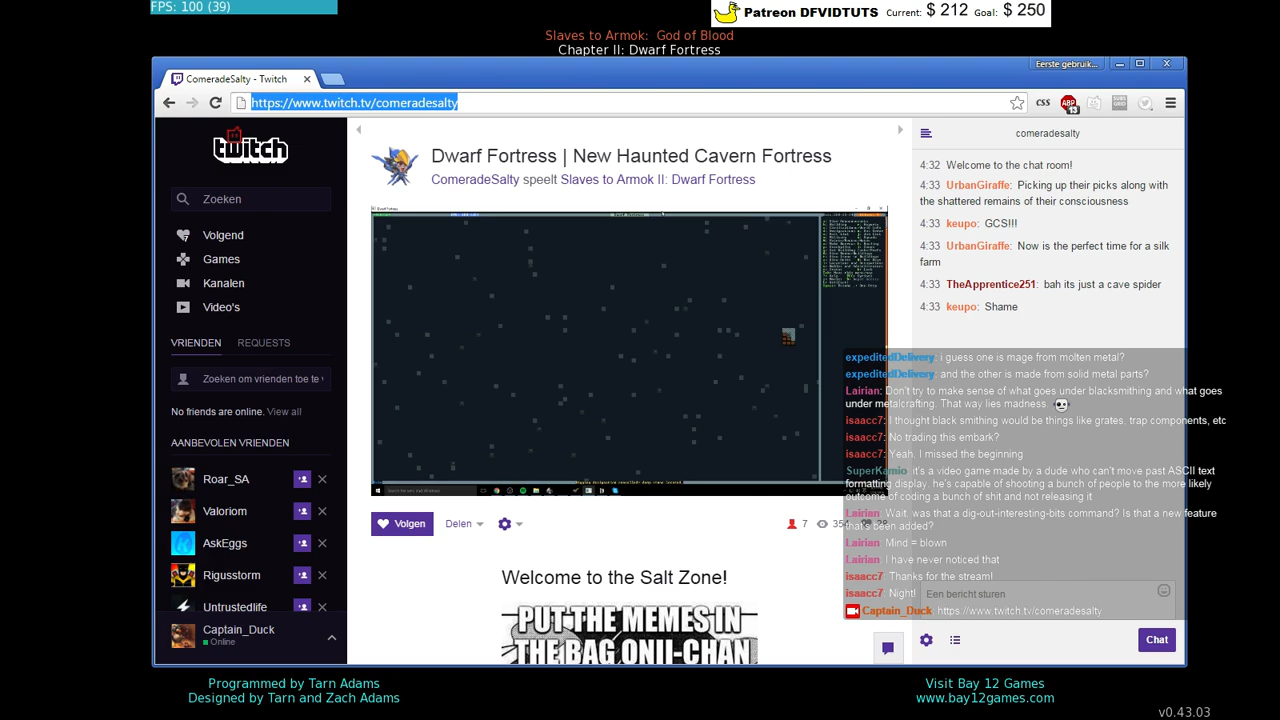 FPS: 100 (39)
Patreon DFVIDTUTS Current: $ 212 Goal: $ 250
Slaves to Armok: God of Blood
Chapter II: Dwarf Fortress
Eerste gebruik...
ComeradeSalty - Twitch
https://www.twitch.tv/comeradesalty
css
ABP
13
twitch
Zoeken
Volgend
Games
Kanalen
Video's
VRIENDEN REQUESTS
Zoeken om vrienden toe te v
No friends are online. View all
AANBEVOLEN VRIENDEN
Roar_SA
Valoriom
AskEggs
Rigusstorm
Untrustedlife
Captain_Duck
Online
Dwarf Fortress | New Haunted Cavern Fortress
ComeradeSalty speelt Slaves to Armok II: Dwarf Fortress
Dwarf Fortress
Volgen
Delen
7
Welcome to the Salt Zone!
PUT THE MEMES IN
THE BAG ONII-CHAN
comeradesalty
4:32 Welcome to the chat room!
4:33 UrbanGiraffe: Picking up their picks along with
the shattered remains of their consciousness
4:33 keupo: GCS!!!
4:33 UrbanGiraffe: Now is the perfect time for a silk
farm
4:33 TheApprentice251: bah its just a cave spider
4:33 keupo: Shame
expeditedDelivery: i guess one is mage from molten metal?
expeditedDelivery: and the other is made from solid metal parts?
Lairian: Don't try to make sense of what goes under blacksmithing and what goes
under metalcrafting. That way lies madness.
isaacc7: I thought black smithing would be things like grates, trap components, etc
isaacc7: No trading this embark?
isaacc7: Yeah, I missed the beginning
SuperKamio: it's a video game made by a dude who can't move past ASCII text
formatting display. he's capable of shooting a bunch of people to the more likely
outcome of coding a bunch of shit and not releasing it
Lairian: Wait, was that a dig-out-interesting-bits command? Is that a new feature
that's been added?
Lairian: Mind = blown
Lairian: I have never noticed that
isaacc7: Thanks for the stream!
isaacc7: Night!
Een bericht sturen
Captain_Duck: https://www.twitch.tv/comeradesalty
Chat
Programmed by Tarn Adams
Designed by Tarn and Zach Adams
Visit Bay 12 Games
www.bay12games.com
v0.43.03